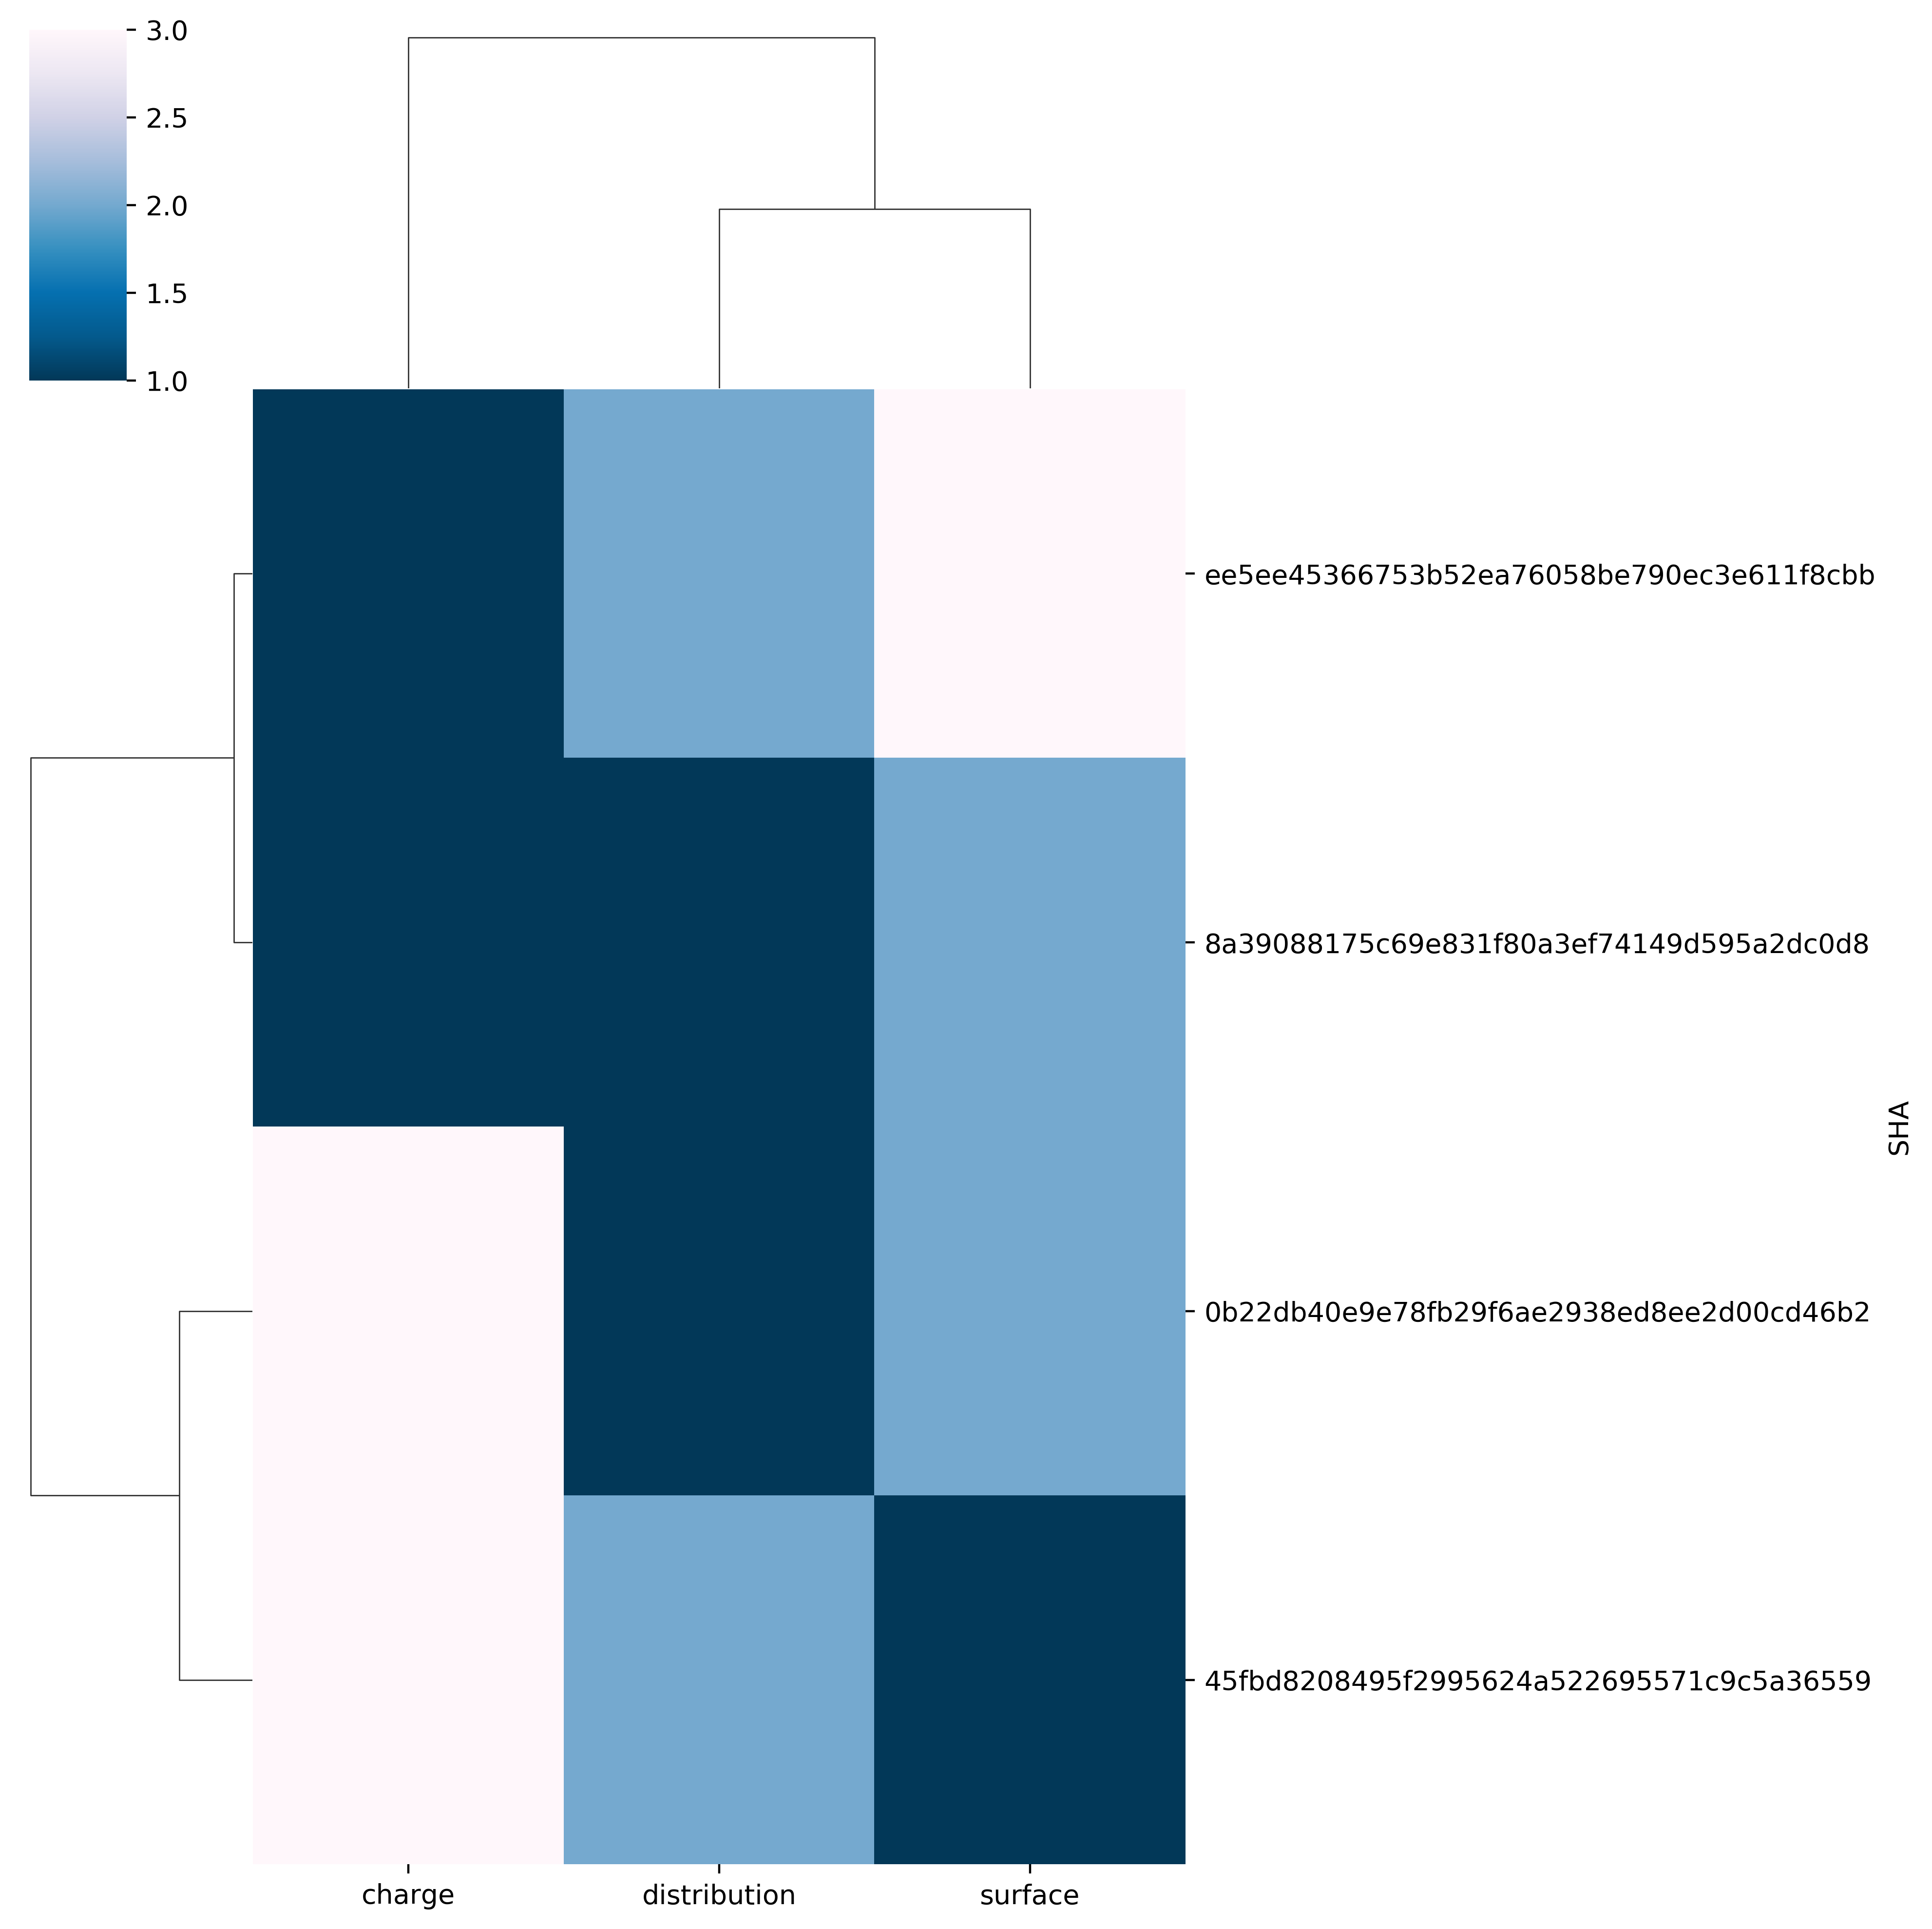 3.0
2.5
2.0
1.5
1.0
ee5ee45366753b52ea76058be790ec3e611f8cbb
8a39088175c69e831f80a3ef74149d595a2dc0d8
0b22db40e9e78fb29f6ae2938ed8ee2d00cd46b2
45fbd8208495f2995624a522695571c9c5a36559
SHA
charge distribution surface